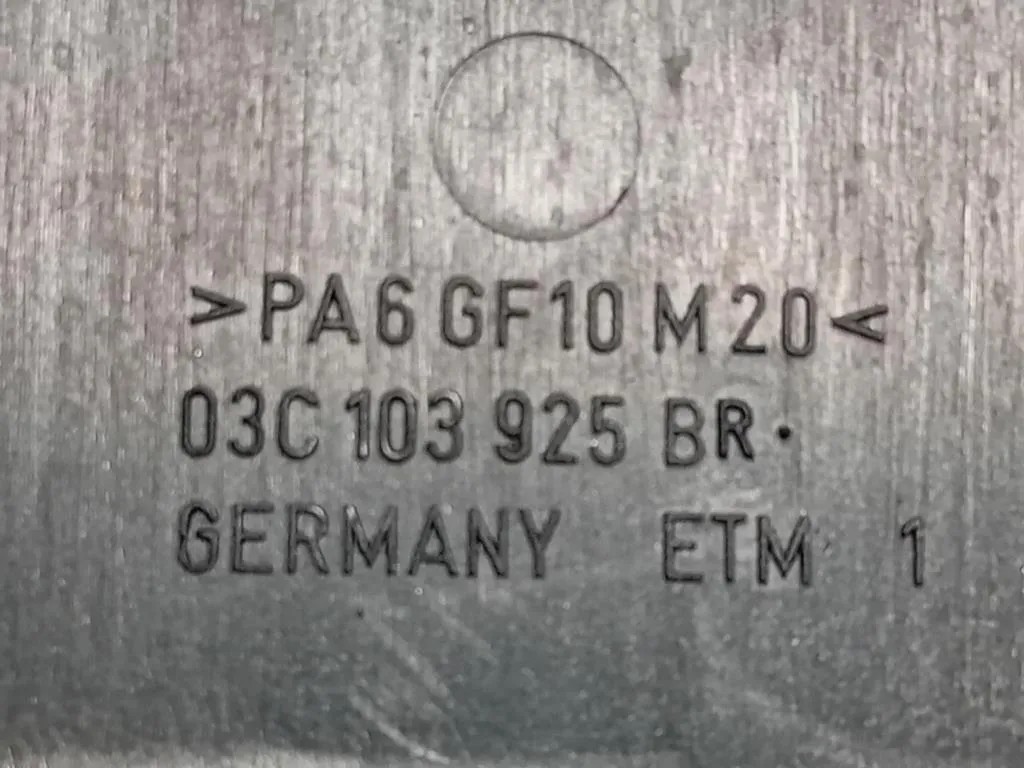 >PA6 GF10 M20<
03C 103 925 BR.
GERMANY ETM 1